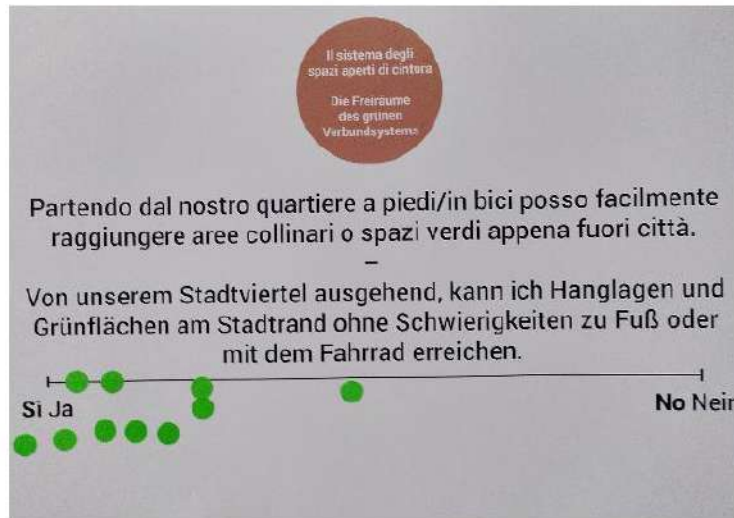 Il sistema degli
spazi aperti di cintura
Die Freiräume
des grünen
Verbundsystems
Partendo dal nostro quartiere a piedi/in bici posso facilmente
raggiungere aree collinari o spazi verdi appena fuori città.
–
Von unserem Stadtviertel ausgehend, kann ich Hanglagen und
Grünflächen am Stadtrand ohne Schwierigkeiten zu Fuß oder
mit dem Fahrrad erreichen.
Sì Ja
No Nein